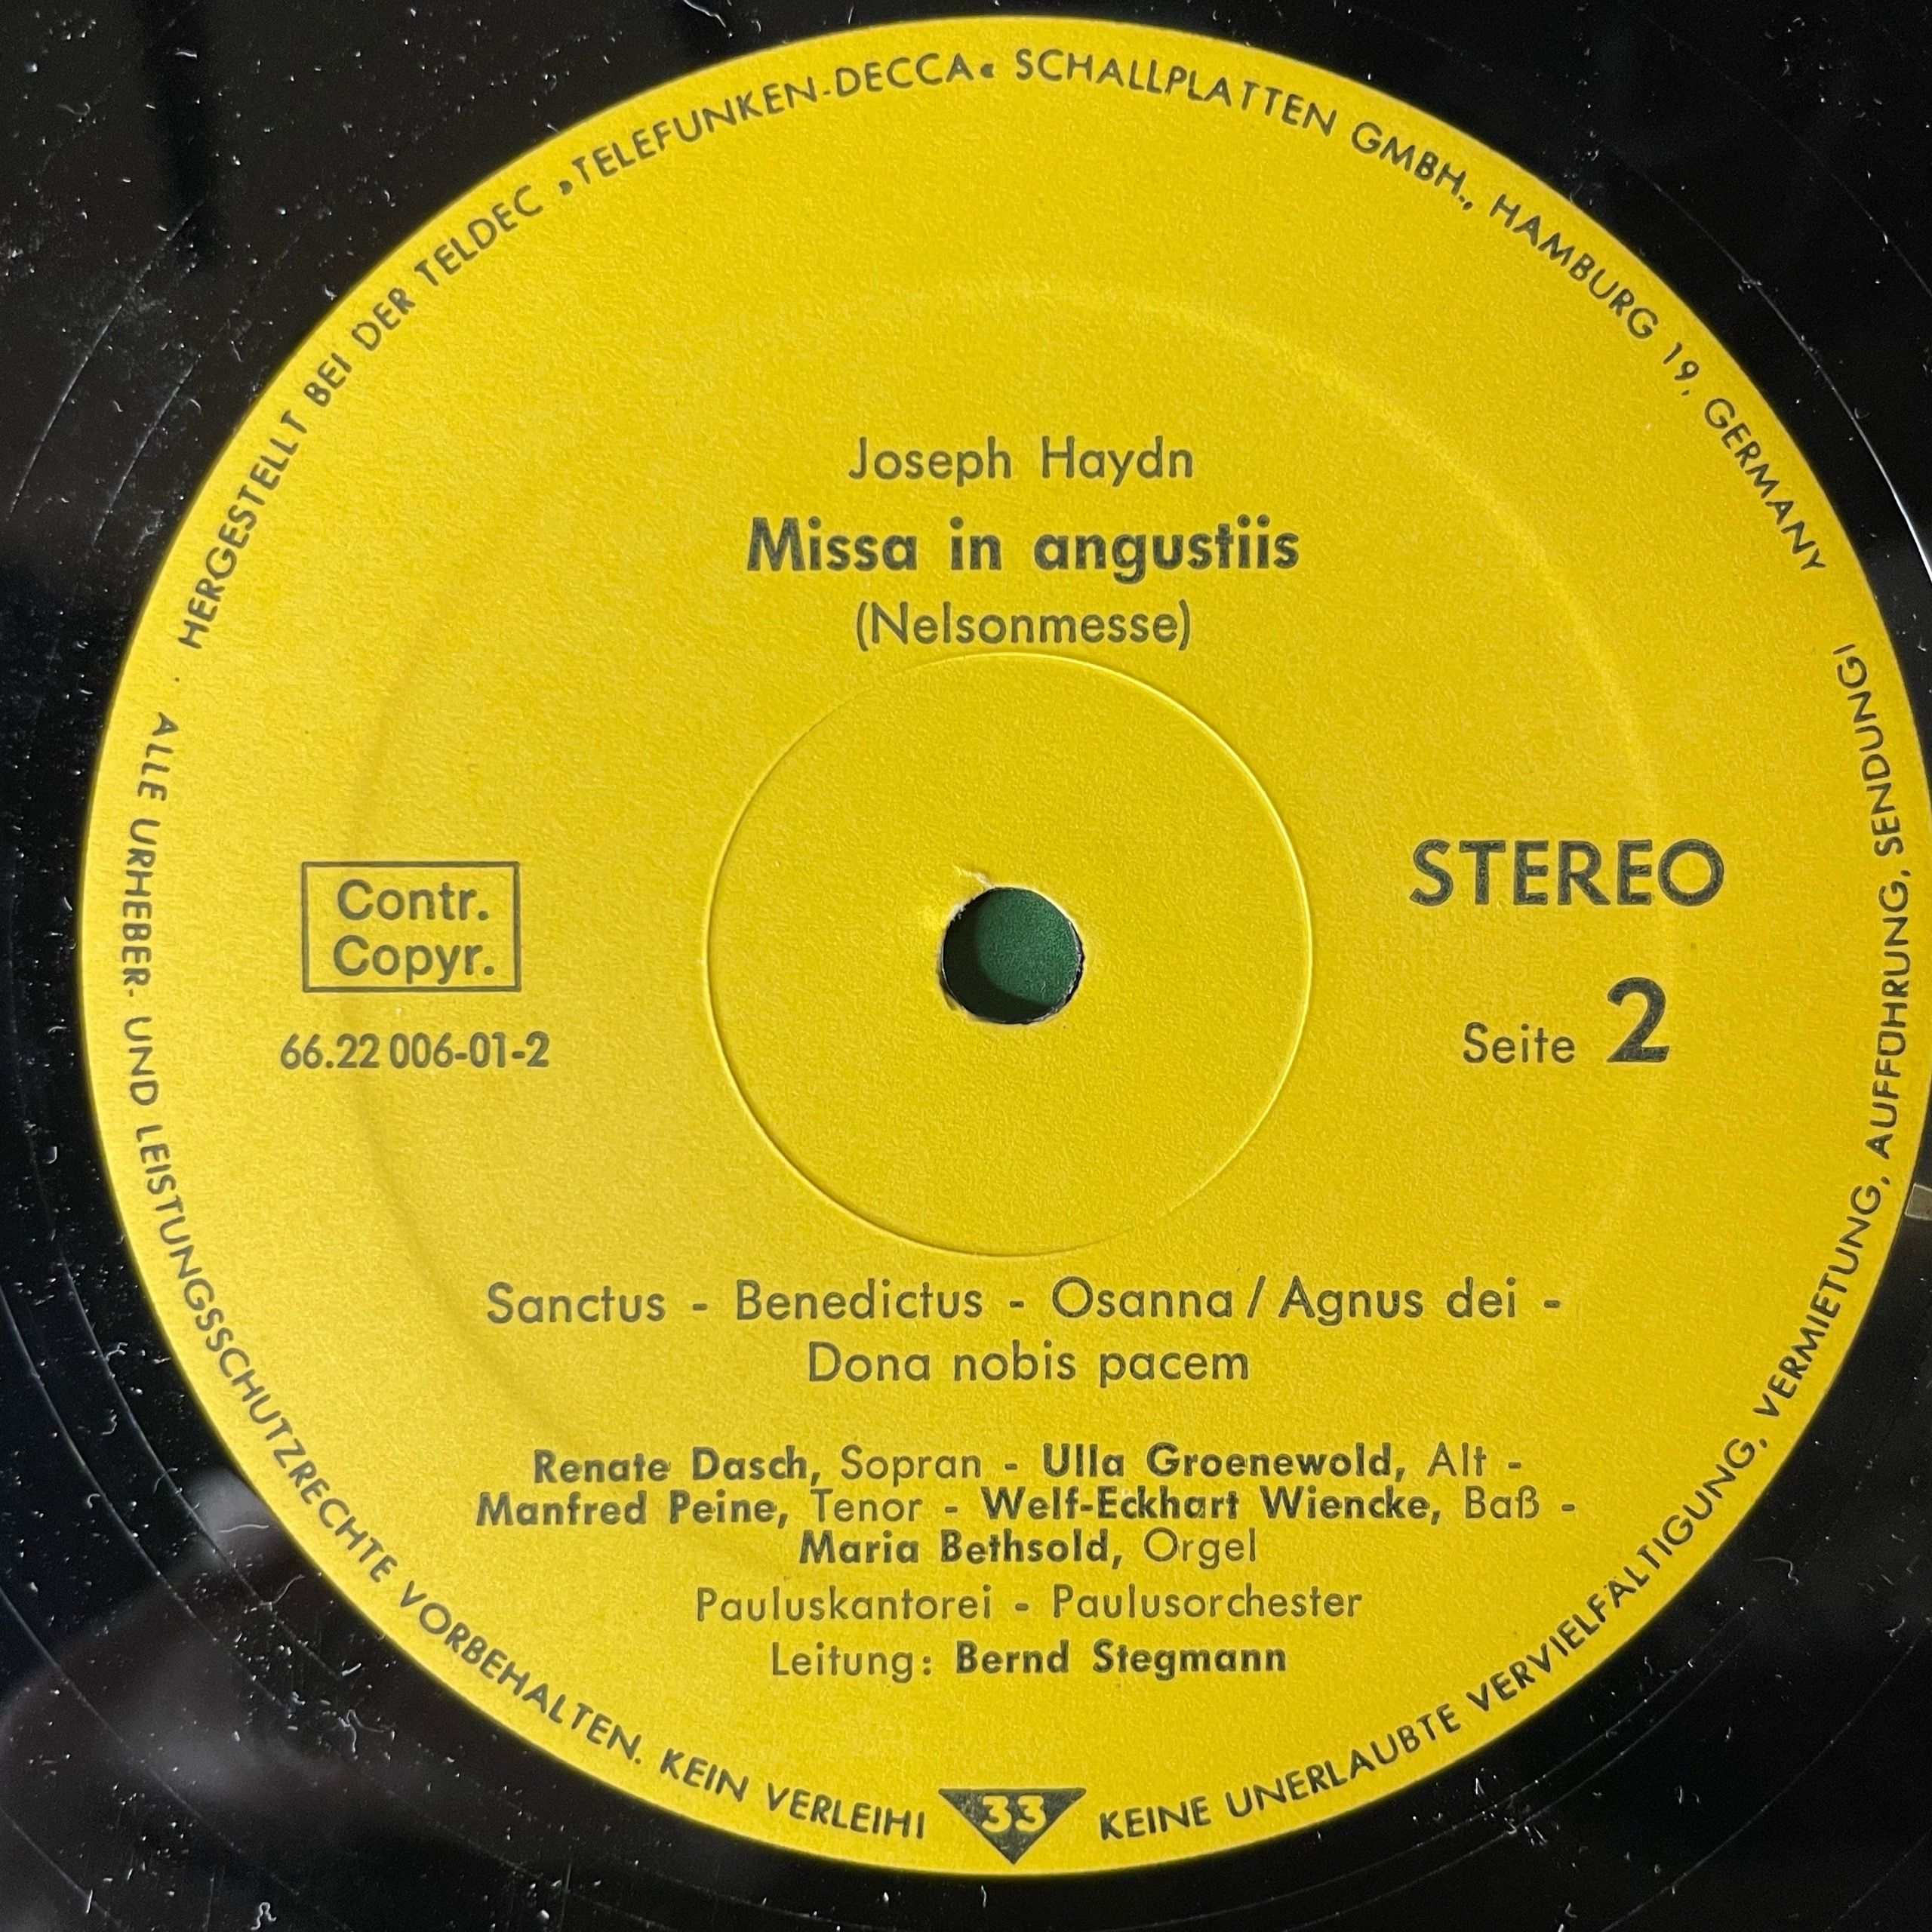 HERGESTELLT BEI DER TELDEC »TELEFUNKEN-DECCA« SCHALLPLATTEN GMBH., HAMBURG 19, GERMANY
Joseph Haydn
Missa in angustiis
(Nelsonmesse)
Contr.
Copyr.
66.22 006-01-2
STEREO
Seite 2
Sanctus - Benedictus - Osanna / Agnus dei -
Dona nobis pacem
Renate Dasch, Sopran - Ulla Groenewold, Alt -
Manfred Peine, Tenor - Welf-Eckhart Wiencke, Baß -
Maria Bethsold, Orgel
Pauluskantorei - Paulusorchester
Leitung: Bernd Stegmann
ALLE URHEBER- UND LEISTUNGSSCHUTZRECHTE VORBEHALTEN. KEIN VERLEIH!
33
KEINE UNERLAUBTE VERVIELFÄLTIGUNG, VERMIETUNG, AUFFÜHRUNG, SENDUNG!